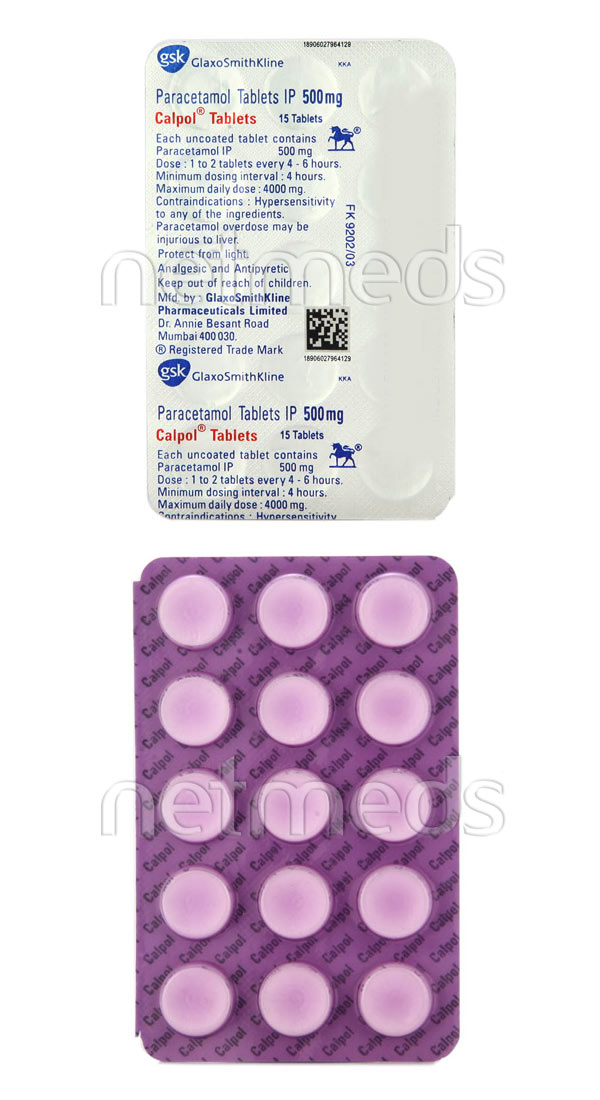 18906027964129
gsk GlaxoSmithKline KKA
Paracetamol Tablets IP 500mg
Calpol® Tablets 15 Tablets
Each uncoated tablet contains
Paracetamol IP 500 mg
Dose : 1 to 2 tablets every 4 - 6 hours.
Minimum dosing interval : 4 hours.
Maximum daily dose : 4000 mg.
Contraindications : Hypersensitivity
to any of the ingredients.
Paracetamol overdose may be
injurious to liver.
Protect from light.
Analgesic and Antipyretic
Keep out of reach of children.
Mfd. by : GlaxoSmithKline
Pharmaceuticals Limited
Dr. Annie Besant Road
Mumbai 400 030.
® Registered Trade Mark
®
FK 9202/03
18906027964129
gsk GlaxoSmithKline KKA
Paracetamol Tablets IP 500mg
Calpol® Tablets 15 Tablets
Each uncoated tablet contains
Paracetamol IP 500 mg
Dose : 1 to 2 tablets every 4 - 6 hours.
Minimum dosing interval : 4 hours.
Maximum daily dose : 4000 mg.
Contraindications : Hypersensitivity
®
netmeds
Calpol Calpol Calpol Calpol
netmeds